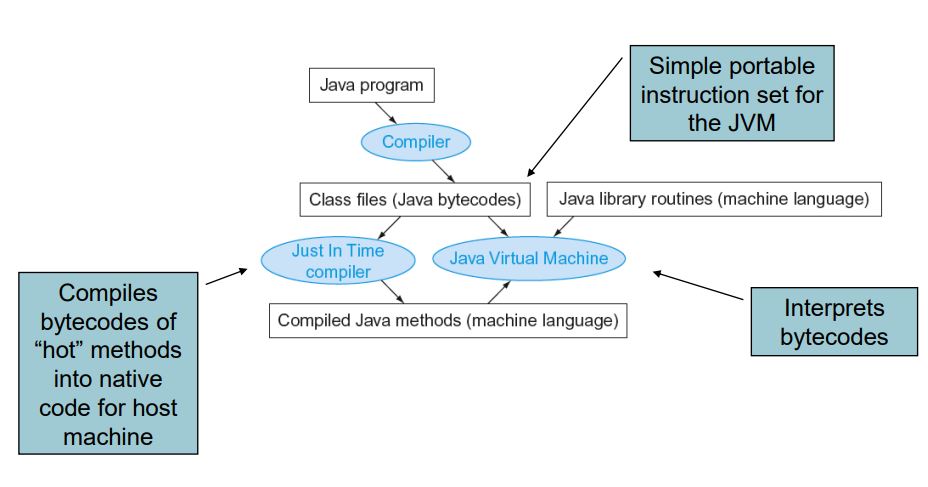 Simple portable
instruction set for
the JVM
Java program
Compiler
Class files (Java bytecodes)
Java library routines (machine language)
Just In Time
compiler
Java Virtual Machine
Compiles
bytecodes of
“hot” methods
into native
code for host
machine
Compiled Java methods (machine language)
Interprets
bytecodes